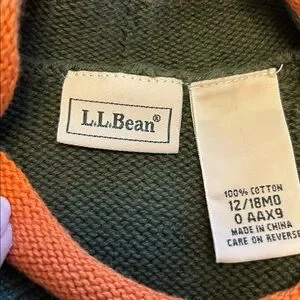 L.L.Bean®
100% COTTON
12/18MO
0 AAX9
MADE IN CHINA
CARE ON REVERSE